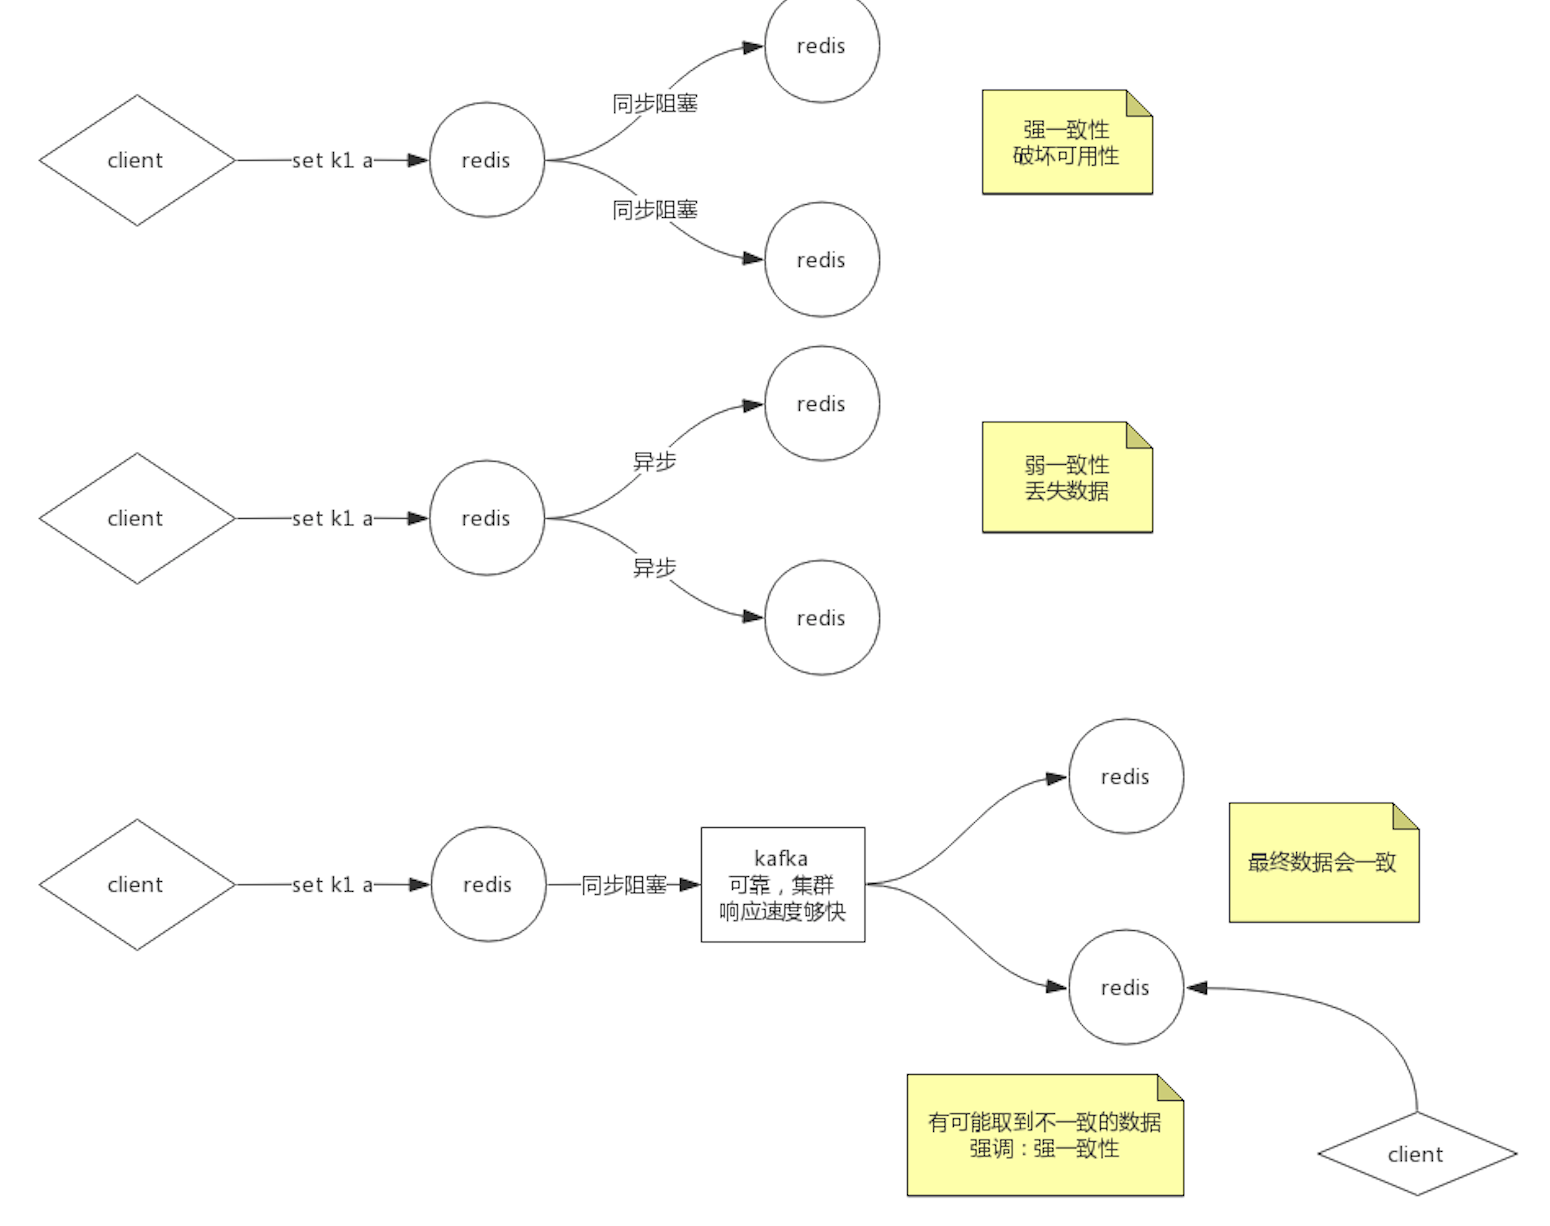 redis
同步阻塞
client
set k1 a
redis
同步阻塞
redis
强一致性
破坏可用性
redis
异步
client
set k1 a
redis
异步
redis
弱一致性
丢失数据
client
set k1 a
redis
同步阻塞
kafka
可靠，集群
响应速度够快
redis
最终数据会一致
redis
有可能取到不一致的数据
强调：强一致性
client